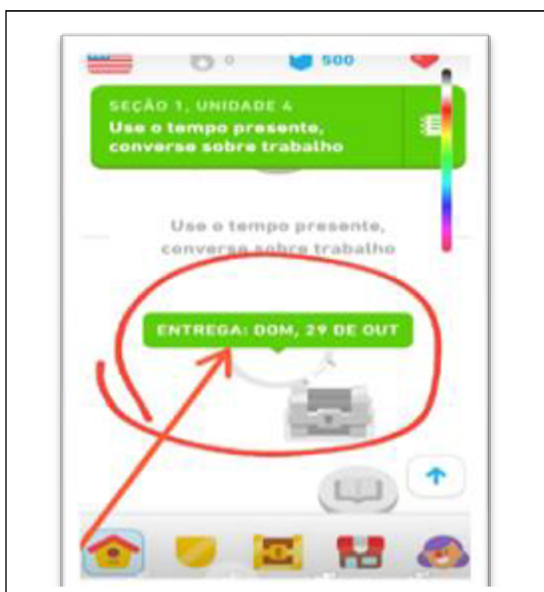 0
500
SEÇÃO 1, UNIDADE 4
Use o tempo presente,
converse sobre trabalho
Use o tempo presente,
converse sobre trabalho
ENTREGA: DOM, 29 DE OUT